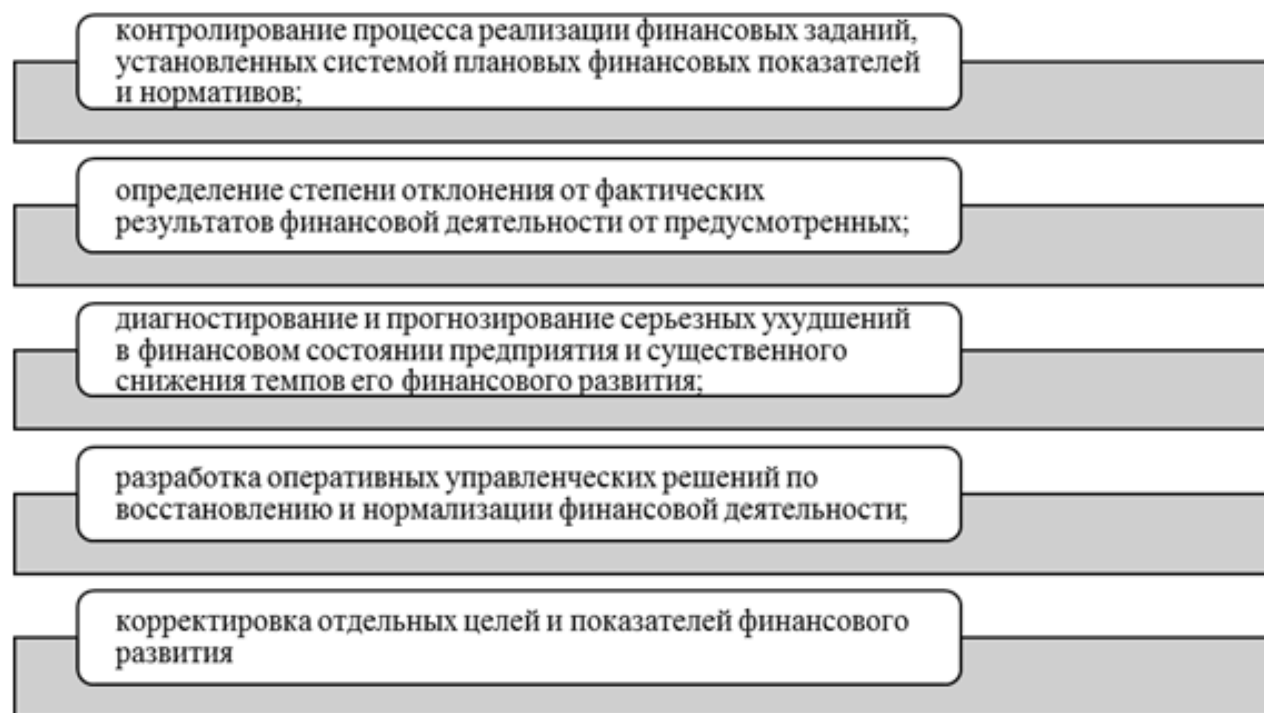 контролирование процесса реализации финансовых заданий,
установленных системой плановых финансовых показателей
и нормативов;
определение степени отклонения от фактических
результатов финансовой деятельности от предусмотренных;
диагностирование и прогнозирование серьезных ухудшений
в финансовом состоянии предприятия и существенного
снижения темпов его финансового развития;
разработка оперативных управленческих решений по
восстановлению и нормализации финансовой деятельности;
корректировка отдельных целей и показателей финансового
развития